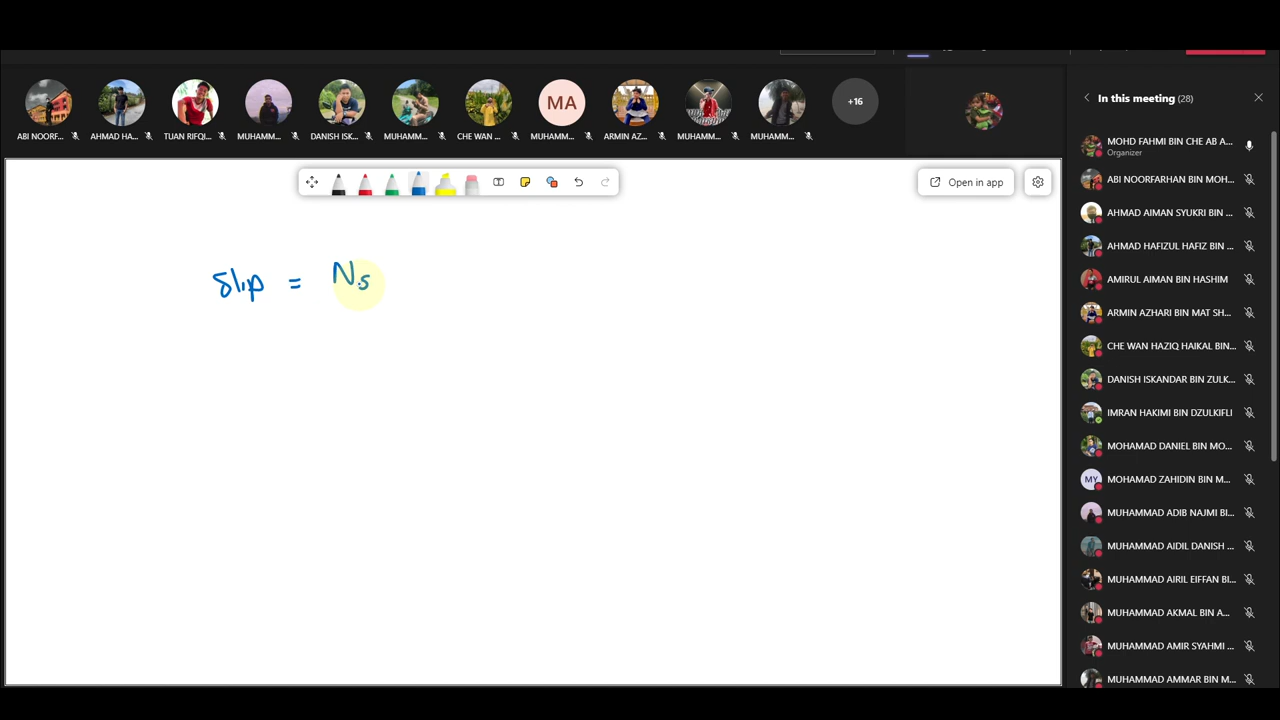 ABI NOORF...
AHMAD HA...
TUAN RIFQI...
MUHAMM...
DANISH ISK...
MUHAMM...
CHE WAN ...
MA
MUHAMM...
ARMIN AZ...
MUHAMM...
MUHAMM...
+16
Open in app
slip = Ns
In this meeting (28)
MOHD FAHMI BIN CHE AB A...
Organizer
ABI NOORFARHAN BIN MOH...
AHMAD AIMAN SYUKRI BIN ...
AHMAD HAFIZUL HAFIZ BIN ...
AMIRUL AIMAN BIN HASHIM
ARMIN AZHARI BIN MAT SH...
CHE WAN HAZIQ HAIKAL BIN...
DANISH ISKANDAR BIN ZULK...
IMRAN HAKIMI BIN DZULKIFLI
MOHAMAD DANIEL BIN MO...
MY
MOHAMAD ZAHIDIN BIN M...
MUHAMMAD ADIB NAJMI BI...
MUHAMMAD AIDIL DANISH ...
MUHAMMAD AIRIL EIFFAN BI...
MUHAMMAD AKMAL BIN A...
MUHAMMAD AMIR SYAHMI ...
MUHAMMAD AMMAR BIN M...